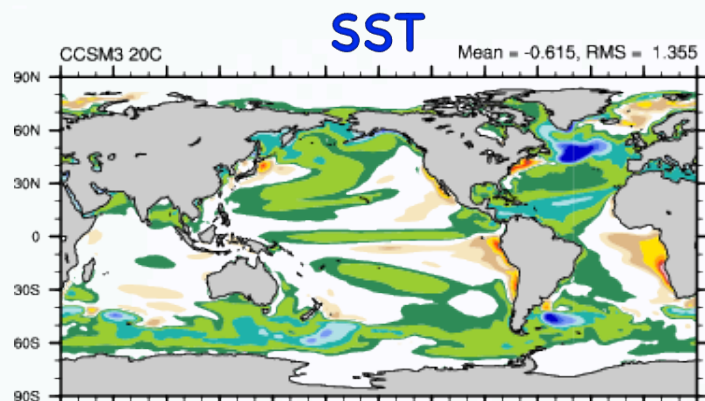 SST
CCSM3 20C
Mean = -0.615, RMS = 1.355
90N
60N
30N
0
30S
60S
90S